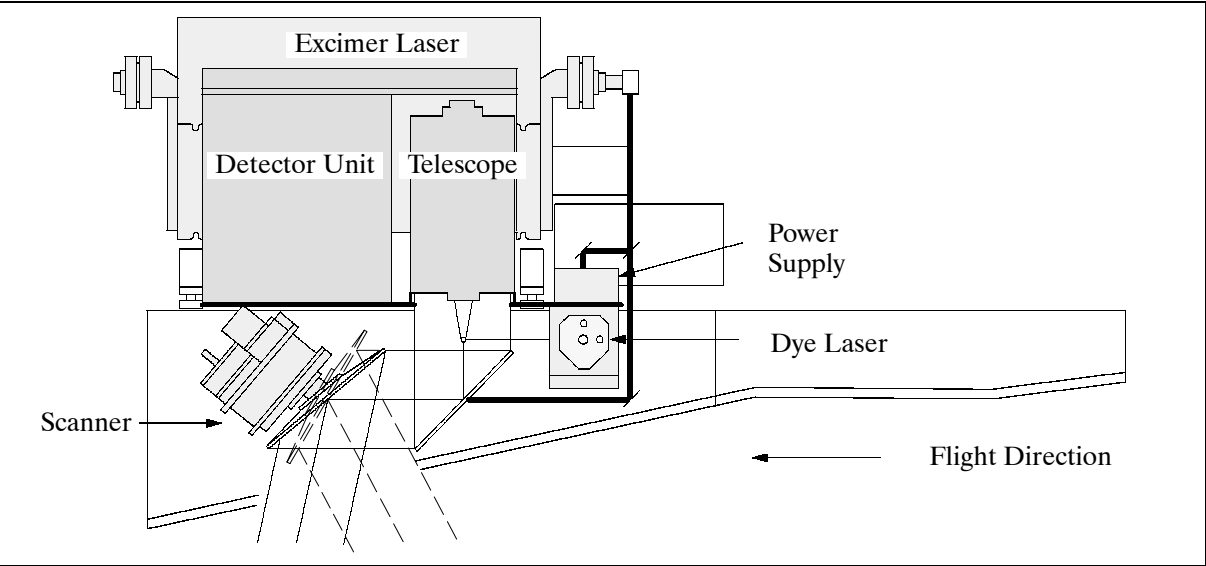 Excimer Laser
Detector Unit
Telescope
Power
Supply
Dye Laser
Scanner
Flight Direction